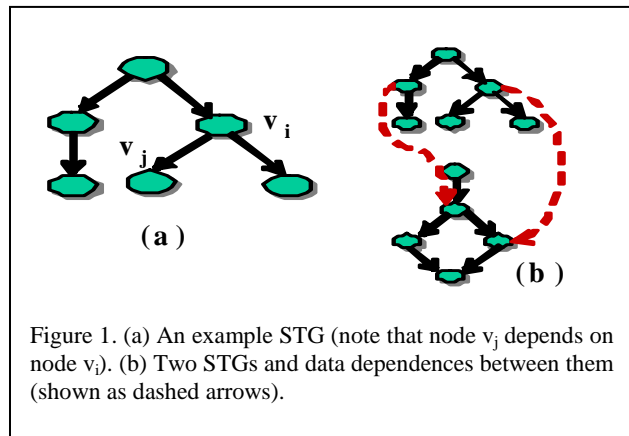 v i
v j
(a)
(b)
Figure 1. (a) An example STG (note that node vj depends on
node vi). (b) Two STGs and data dependences between them
(shown as dashed arrows).